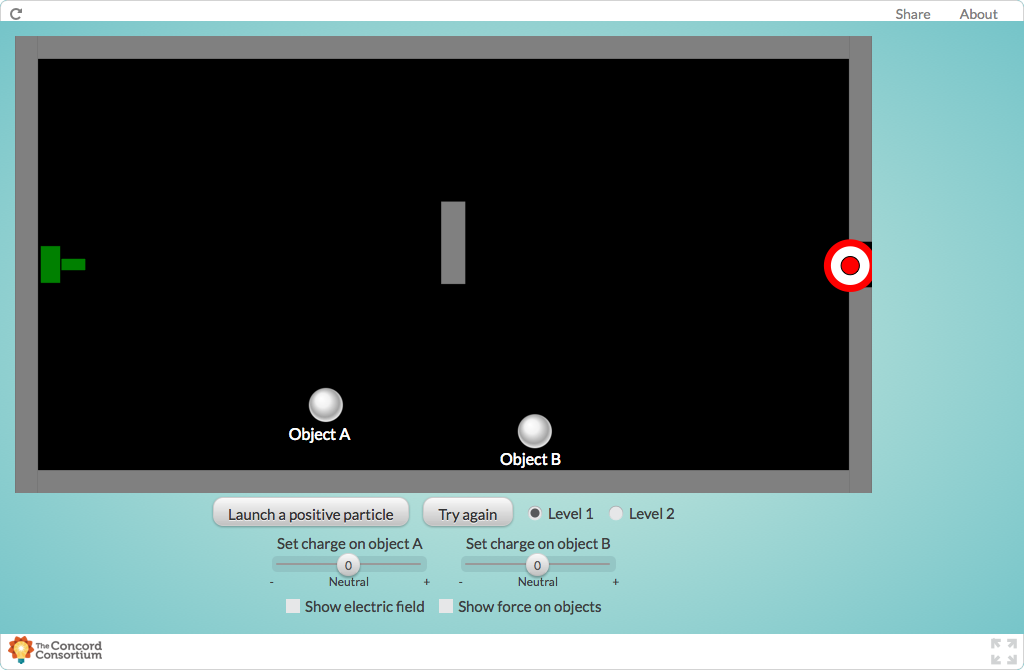 Share About
Object A
Object B
Launch a positive particle Try again Level 1 Level 2
Set charge on object A Set charge on object B
0 0
- Neutral + - Neutral +
Show electric field Show force on objects
The Concord
Consortium